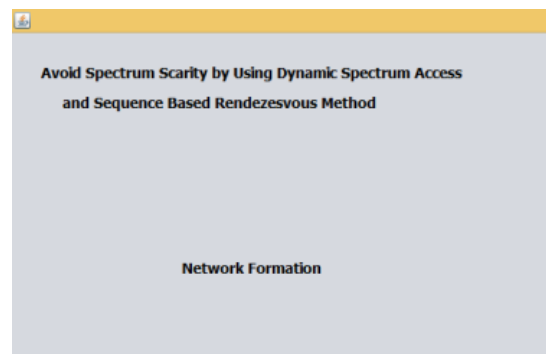 Avoid Spectrum Scarity by Using Dynamic Spectrum Access
and Sequence Based Rendezesvous Method
Network Formation